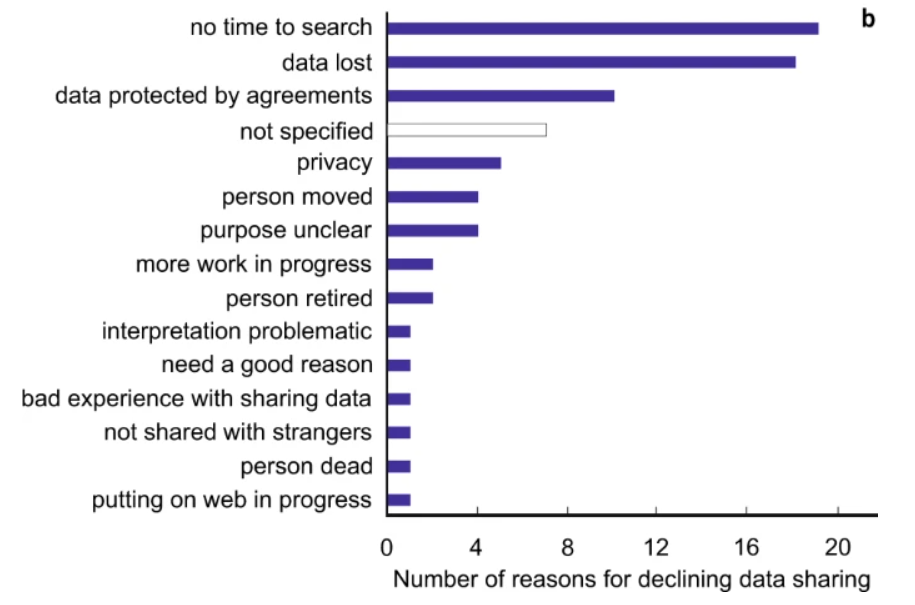 b
no time to search
data lost
data protected by agreements
not specified
privacy
person moved
purpose unclear
more work in progress
person retired
interpretation problematic
need a good reason
bad experience with sharing data
not shared with strangers
person dead
putting on web in progress
0 4 8 12 16 20
Number of reasons for declining data sharing